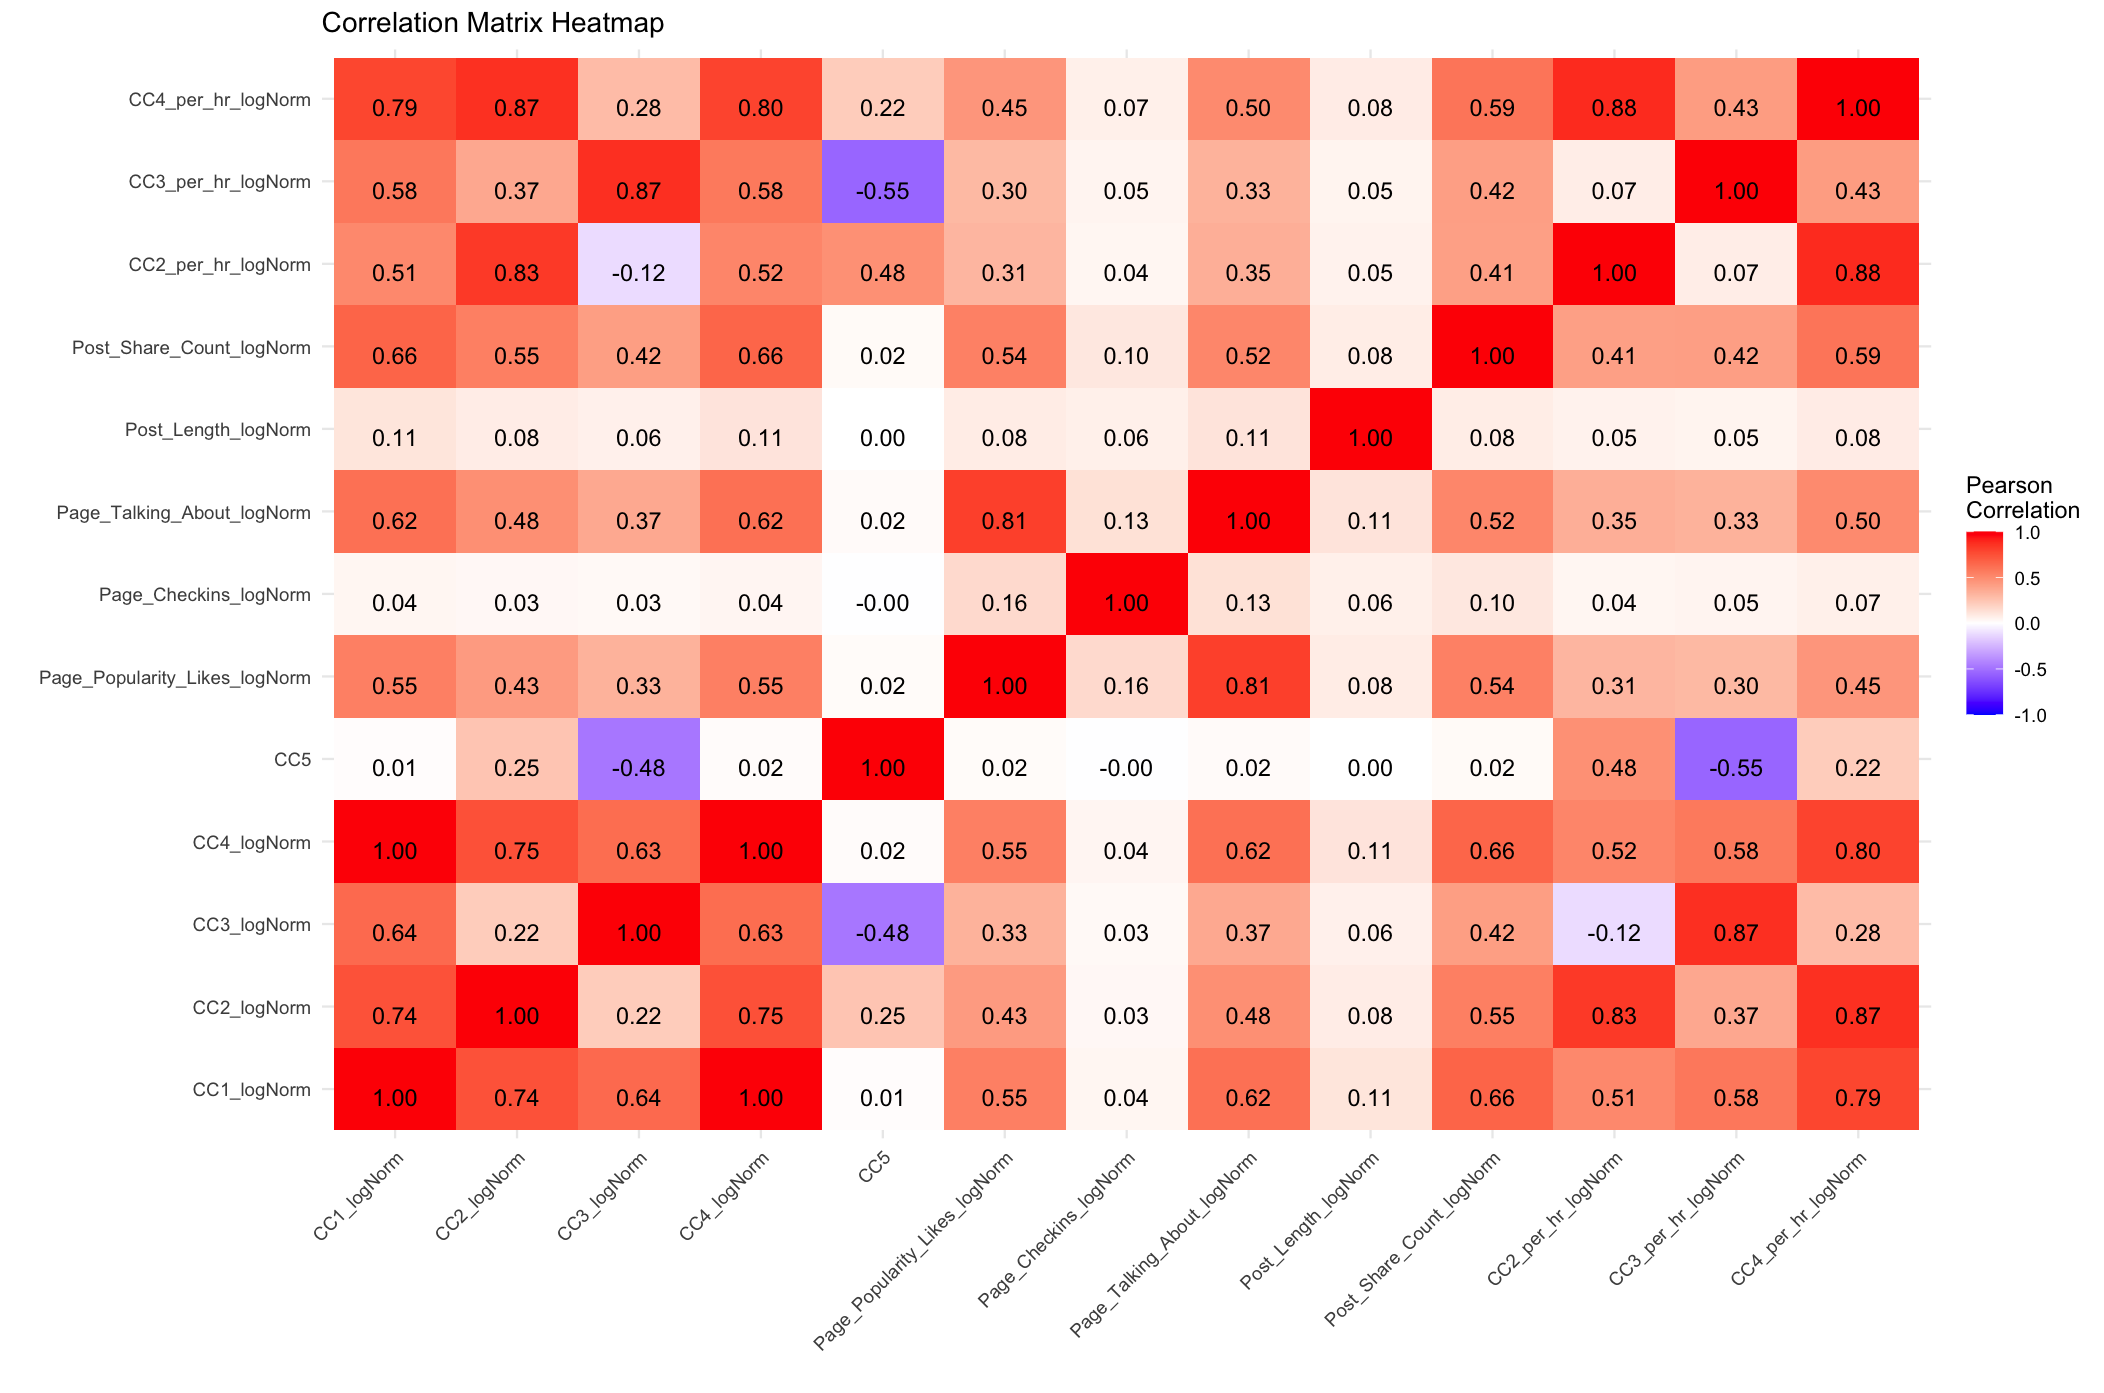 Correlation Matrix Heatmap
CC4_per_hr_logNorm 0.79 0.87 0.28 0.80 0.22 0.45 0.07 0.50 0.08 0.59 0.88 0.43 1.00
CC3_per_hr_logNorm 0.58 0.37 0.87 0.58 -0.55 0.30 0.05 0.33 0.05 0.42 0.07 1.00 0.43
CC2_per_hr_logNorm 0.51 0.83 -0.12 0.52 0.48 0.31 0.04 0.35 0.05 0.41 1.00 0.07 0.88
Post_Share_Count_logNorm 0.66 0.55 0.42 0.66 0.02 0.54 0.10 0.52 0.08 1.00 0.41 0.42 0.59
Post_Length_logNorm 0.11 0.08 0.06 0.11 0.00 0.08 0.06 0.11 1.00 0.08 0.05 0.05 0.08
Page_Talking_About_logNorm 0.62 0.48 0.37 0.62 0.02 0.81 0.13 1.00 0.11 0.52 0.35 0.33 0.50
Page_Checkins_logNorm 0.04 0.03 0.03 0.04 -0.00 0.16 1.00 0.13 0.06 0.10 0.04 0.05 0.07
Page_Popularity_Likes_logNorm 0.55 0.43 0.33 0.55 0.02 1.00 0.16 0.81 0.08 0.54 0.31 0.30 0.45
CC5 0.01 0.25 -0.48 0.02 1.00 0.02 -0.00 0.02 0.00 0.02 0.48 -0.55 0.22
CC4_logNorm 1.00 0.75 0.63 1.00 0.02 0.55 0.04 0.62 0.11 0.66 0.52 0.58 0.80
CC3_logNorm 0.64 0.22 1.00 0.63 -0.48 0.33 0.03 0.37 0.06 0.42 -0.12 0.87 0.28
CC2_logNorm 0.74 1.00 0.22 0.75 0.25 0.43 0.03 0.48 0.08 0.55 0.83 0.37 0.87
CC1_logNorm 1.00 0.74 0.64 1.00 0.01 0.55 0.04 0.62 0.11 0.66 0.51 0.58 0.79
CC1_logNorm
CC2_logNorm
CC3_logNorm
CC4_logNorm
CC5
Page_Popularity_Likes_logNorm
Page_Checkins_logNorm
Page_Talking_About_logNorm
Post_Length_logNorm
Post_Share_Count_logNorm
CC2_per_hr_logNorm
CC3_per_hr_logNorm
CC4_per_hr_logNorm
Pearson
Correlation
1.0
0.5
0.0
-0.5
-1.0